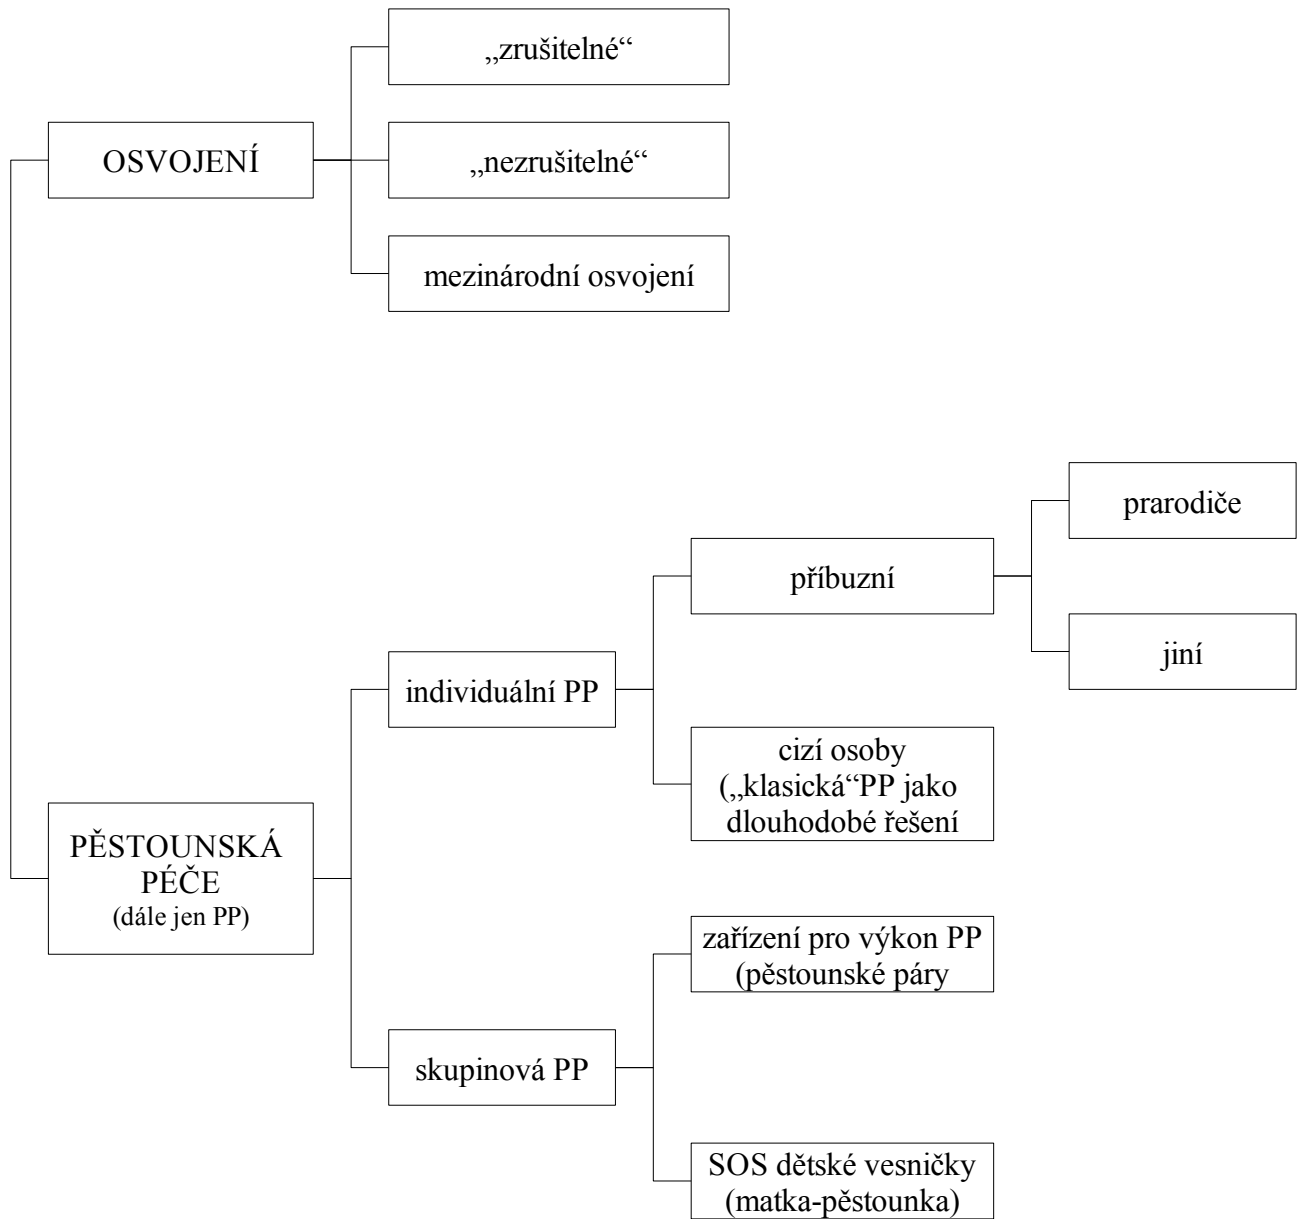 „zrušitelné“
OSVOJENÍ
„nezrušitelné“
mezinárodní osvojení
prarodiče
příbuzní
jiní
individuální PP
cizí osoby
(„klasická“PP jako
dlouhodobé řešení
PĚSTOUNSKÁ
PÉČE
(dále jen PP)
zařízení pro výkon PP
(pěstounské páry
skupinová PP
SOS dětské vesničky
(matka-pěstounka)